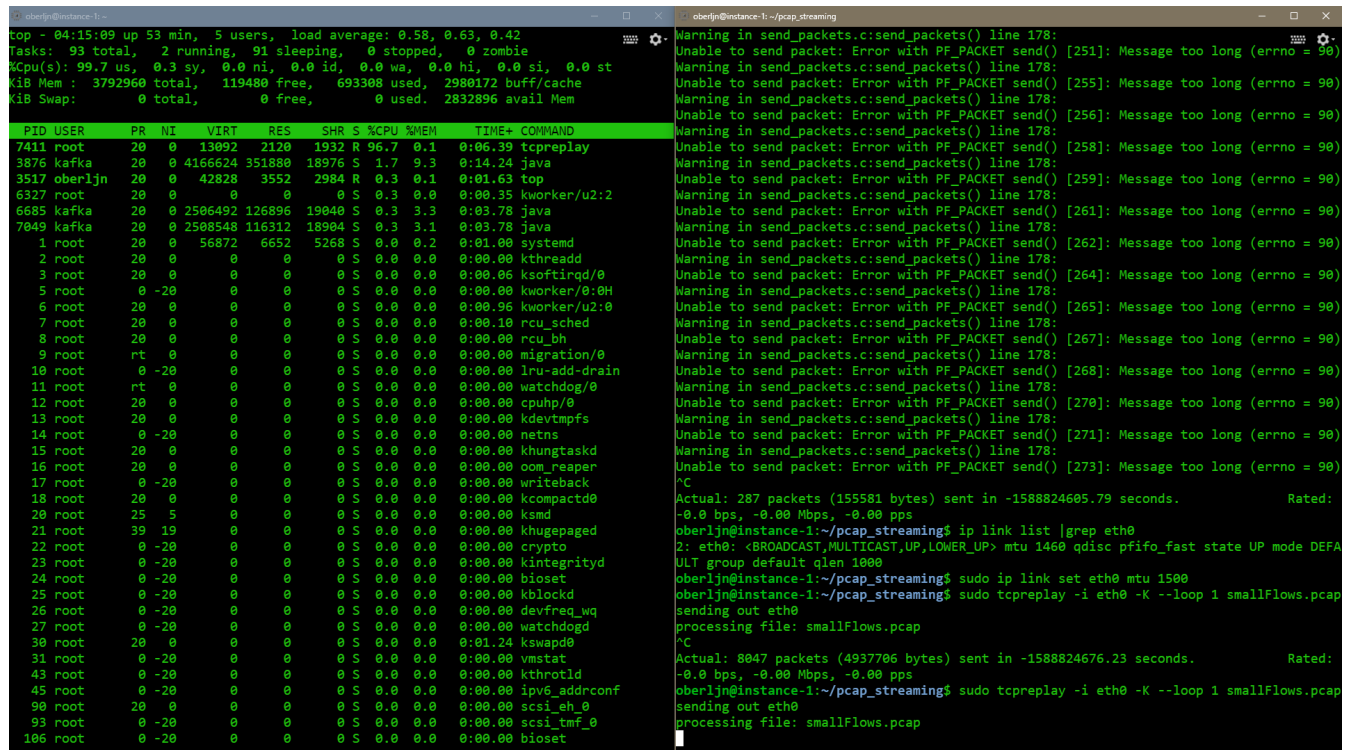 oberljn@instance-1: ~
top - 04:15:09 up 53 min,  5 users,  load average: 0.58, 0.63, 0.42
Tasks:  93 total,   2 running,  91 sleeping,   0 stopped,   0 zombie
%Cpu(s): 99.7 us,  0.3 sy,  0.0 ni,  0.0 id,  0.0 wa,  0.0 hi,  0.0 si,  0.0 st
KiB Mem :  3792960 total,   119480 free,   693308 used,  2980172 buff/cache
KiB Swap:        0 total,        0 free,        0 used.  2832896 avail Mem
PID USER      PR  NI    VIRT    RES    SHR S %CPU %MEM     TIME+ COMMAND
7411 root      20   0   13092   2120   1932 R 96.7  0.1   0:06.39 tcpreplay
3876 kafka     20   0 4166624 351880  18976 S  1.7  9.3   0:14.24 java
3517 oberljn   20   0   42828   3552   2984 R  0.3  0.1   0:01.63 top
6327 root      20   0       0      0      0 S  0.3  0.0   0:00.35 kworker/u2:2
6685 kafka     20   0 2506492 126896  19040 S  0.3  3.3   0:03.78 java
7049 kafka     20   0 2508548 116312  18904 S  0.3  3.1   0:03.78 java
1 root      20   0   56872   6652   5268 S  0.0  0.2   0:01.00 systemd
2 root      20   0       0      0      0 S  0.0  0.0   0:00.00 kthreadd
3 root      20   0       0      0      0 S  0.0  0.0   0:00.06 ksoftirqd/0
5 root       0 -20       0      0      0 S  0.0  0.0   0:00.00 kworker/0:0H
6 root      20   0       0      0      0 S  0.0  0.0   0:00.96 kworker/u2:0
7 root      20   0       0      0      0 S  0.0  0.0   0:00.10 rcu_sched
8 root      20   0       0      0      0 S  0.0  0.0   0:00.00 rcu_bh
9 root      rt   0       0      0      0 S  0.0  0.0   0:00.00 migration/0
10 root       0 -20       0      0      0 S  0.0  0.0   0:00.00 lru-add-drain
11 root      rt   0       0      0      0 S  0.0  0.0   0:00.00 watchdog/0
12 root      20   0       0      0      0 S  0.0  0.0   0:00.00 cpuhp/0
13 root      20   0       0      0      0 S  0.0  0.0   0:00.00 kdevtmpfs
14 root       0 -20       0      0      0 S  0.0  0.0   0:00.00 netns
15 root      20   0       0      0      0 S  0.0  0.0   0:00.00 khungtaskd
16 root      20   0       0      0      0 S  0.0  0.0   0:00.00 oom_reaper
17 root       0 -20       0      0      0 S  0.0  0.0   0:00.00 writeback
18 root      20   0       0      0      0 S  0.0  0.0   0:00.00 kcompactd0
20 root      25   5       0      0      0 S  0.0  0.0   0:00.00 ksmd
21 root      39  19       0      0      0 S  0.0  0.0   0:00.00 khugepaged
22 root       0 -20       0      0      0 S  0.0  0.0   0:00.00 crypto
23 root       0 -20       0      0      0 S  0.0  0.0   0:00.00 kintegrityd
24 root       0 -20       0      0      0 S  0.0  0.0   0:00.00 bioset
25 root       0 -20       0      0      0 S  0.0  0.0   0:00.00 kblockd
26 root       0 -20       0      0      0 S  0.0  0.0   0:00.00 devfreq_wq
27 root       0 -20       0      0      0 S  0.0  0.0   0:00.00 watchdogd
30 root      20   0       0      0      0 S  0.0  0.0   0:01.24 kswapd0
31 root       0 -20       0      0      0 S  0.0  0.0   0:00.00 vmstat
43 root       0 -20       0      0      0 S  0.0  0.0   0:00.00 kthrotld
45 root       0 -20       0      0      0 S  0.0  0.0   0:00.00 ipv6_addrconf
90 root      20   0       0      0      0 S  0.0  0.0   0:00.00 scsi_eh_0
93 root       0 -20       0      0      0 S  0.0  0.0   0:00.00 scsi_tmf_0
106 root       0 -20       0      0      0 S  0.0  0.0   0:00.00 bioset
oberljn@instance-1: ~/pcap_streaming
Warning in send_packets.c:send_packets() line 178:
Unable to send packet: Error with PF_PACKET send() [251]: Message too long (errno = 90)
Warning in send_packets.c:send_packets() line 178:
Unable to send packet: Error with PF_PACKET send() [255]: Message too long (errno = 90)
Warning in send_packets.c:send_packets() line 178:
Unable to send packet: Error with PF_PACKET send() [256]: Message too long (errno = 90)
Warning in send_packets.c:send_packets() line 178:
Unable to send packet: Error with PF_PACKET send() [258]: Message too long (errno = 90)
Warning in send_packets.c:send_packets() line 178:
Unable to send packet: Error with PF_PACKET send() [259]: Message too long (errno = 90)
Warning in send_packets.c:send_packets() line 178:
Unable to send packet: Error with PF_PACKET send() [261]: Message too long (errno = 90)
Warning in send_packets.c:send_packets() line 178:
Unable to send packet: Error with PF_PACKET send() [262]: Message too long (errno = 90)
Warning in send_packets.c:send_packets() line 178:
Unable to send packet: Error with PF_PACKET send() [264]: Message too long (errno = 90)
Warning in send_packets.c:send_packets() line 178:
Unable to send packet: Error with PF_PACKET send() [265]: Message too long (errno = 90)
Warning in send_packets.c:send_packets() line 178:
Unable to send packet: Error with PF_PACKET send() [267]: Message too long (errno = 90)
Warning in send_packets.c:send_packets() line 178:
Unable to send packet: Error with PF_PACKET send() [268]: Message too long (errno = 90)
Warning in send_packets.c:send_packets() line 178:
Unable to send packet: Error with PF_PACKET send() [270]: Message too long (errno = 90)
Warning in send_packets.c:send_packets() line 178:
Unable to send packet: Error with PF_PACKET send() [271]: Message too long (errno = 90)
Warning in send_packets.c:send_packets() line 178:
Unable to send packet: Error with PF_PACKET send() [273]: Message too long (errno = 90)
^C
Actual: 287 packets (155581 bytes) sent in -1588824605.79 seconds.              Rated:
-0.0 bps, -0.00 Mbps, -0.00 pps
oberljn@instance-1:~/pcap_streaming$ ip link list |grep eth0
2: eth0: <BROADCAST,MULTICAST,UP,LOWER_UP> mtu 1460 qdisc pfifo_fast state UP mode DEFA
ULT group default qlen 1000
oberljn@instance-1:~/pcap_streaming$ sudo ip link set eth0 mtu 1500
oberljn@instance-1:~/pcap_streaming$ sudo tcpreplay -i eth0 -K --loop 1 smallFlows.pcap
sending out eth0
processing file: smallFlows.pcap
^C
Actual: 8047 packets (4937706 bytes) sent in -1588824676.23 seconds.            Rated:
-0.0 bps, -0.00 Mbps, -0.00 pps
oberljn@instance-1:~/pcap_streaming$ sudo tcpreplay -i eth0 -K --loop 1 smallFlows.pcap
sending out eth0
processing file: smallFlows.pcap